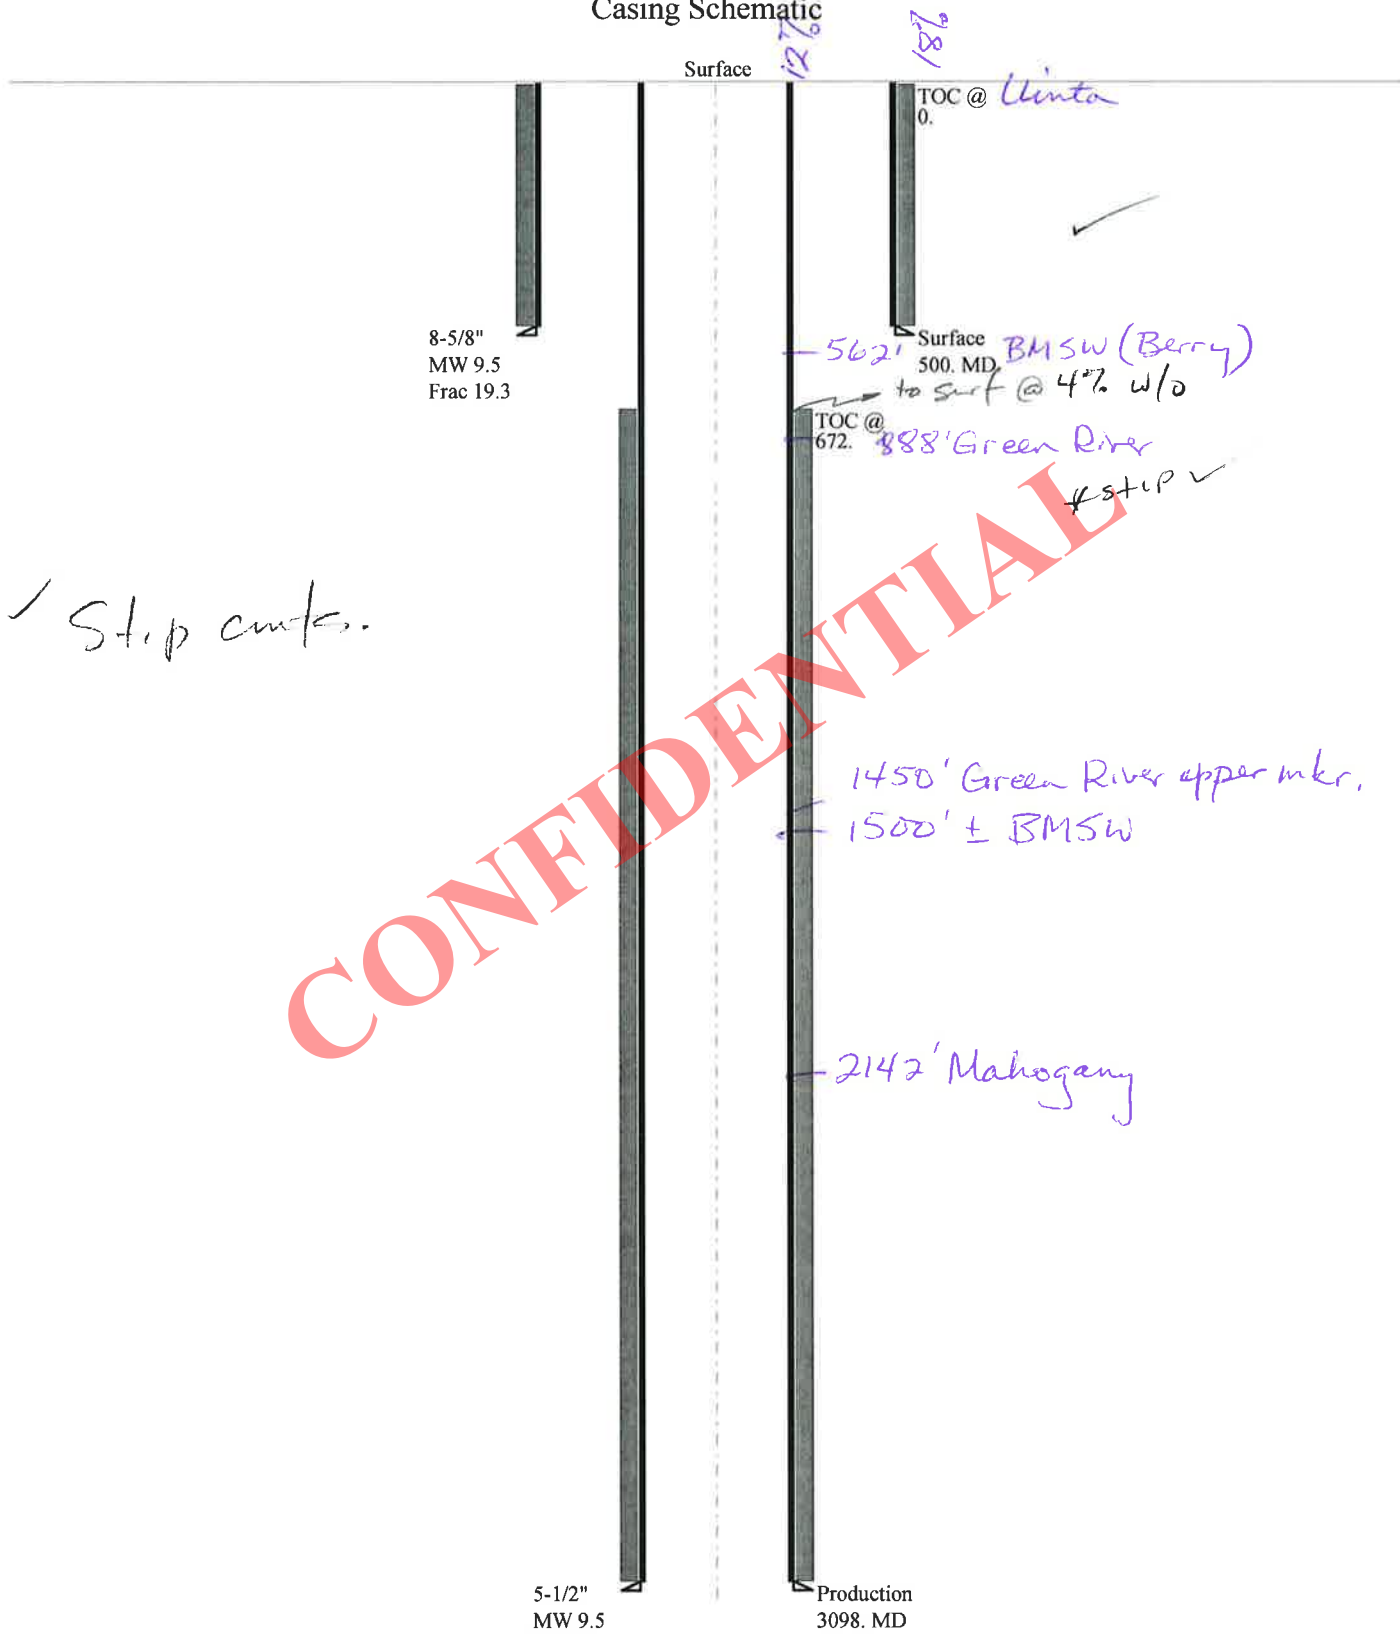 Casing Schematic
12%
18%
Surface
TOC @ Uinta
0.
8-5/8"
MW 9.5
Frac 19.3
Surface
500. MD
562' BMSW (Berry)
to surf @ 4% w/o
TOC @
672.
888' Green River
* stip ✓
✓ Stip cmts.
CONFIDENTIAL
1450' Green River upper mkr.
1500' ± BMSW
2142' Mahogany
5-1/2"
MW 9.5
Production
3098. MD